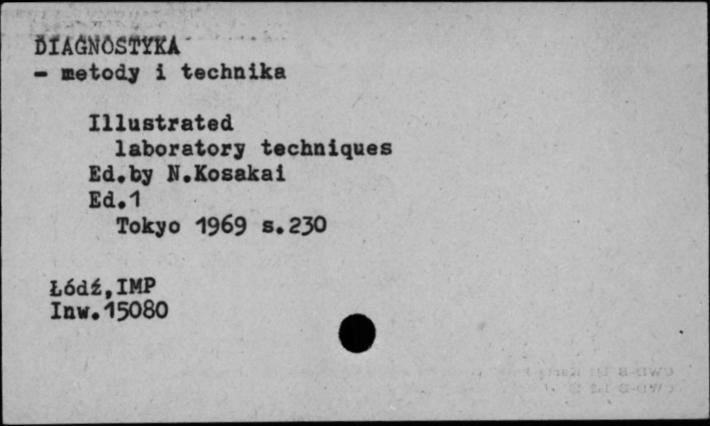 DIAGNOSTYKA
- metody i technika
Illustrated
laboratory techniques
Ed.by N.Kosakai
Ed.1
Tokyo 1969 s.230
Łódź,IMP
Inw.15080